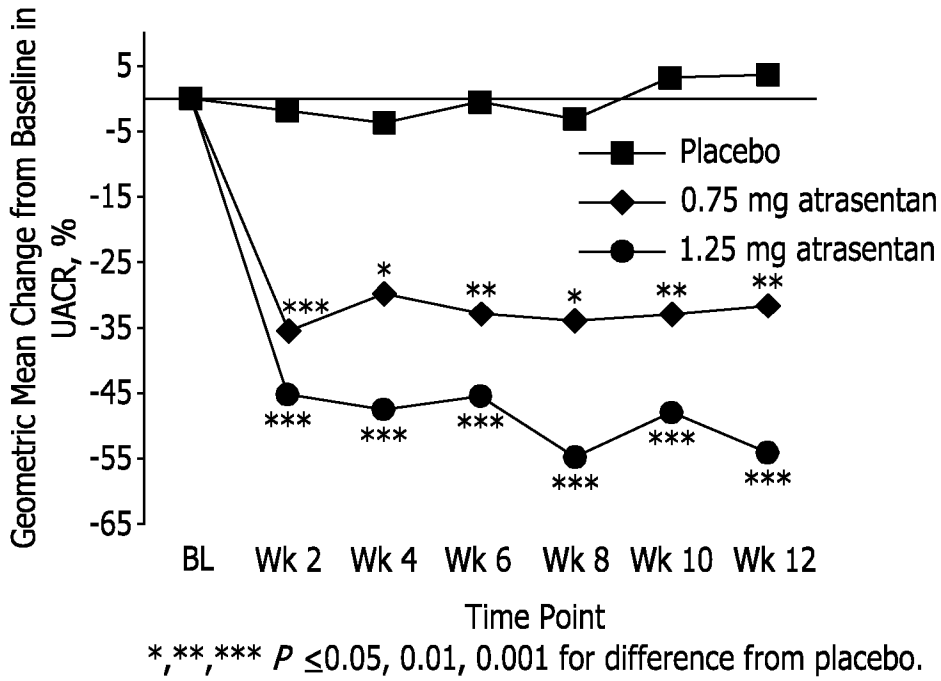 Geometric Mean Change from Baseline in
UACR, %
5
-5
-15
-25
-35
-45
-55
-65
Placebo
0.75 mg atrasentan
1.25 mg atrasentan
*** * ** * ** **
*** *** *** *** *** ***
BL Wk 2 Wk 4 Wk 6 Wk 8 Wk 10 Wk 12
Time Point
*,**,*** P ≤0.05, 0.01, 0.001 for difference from placebo.